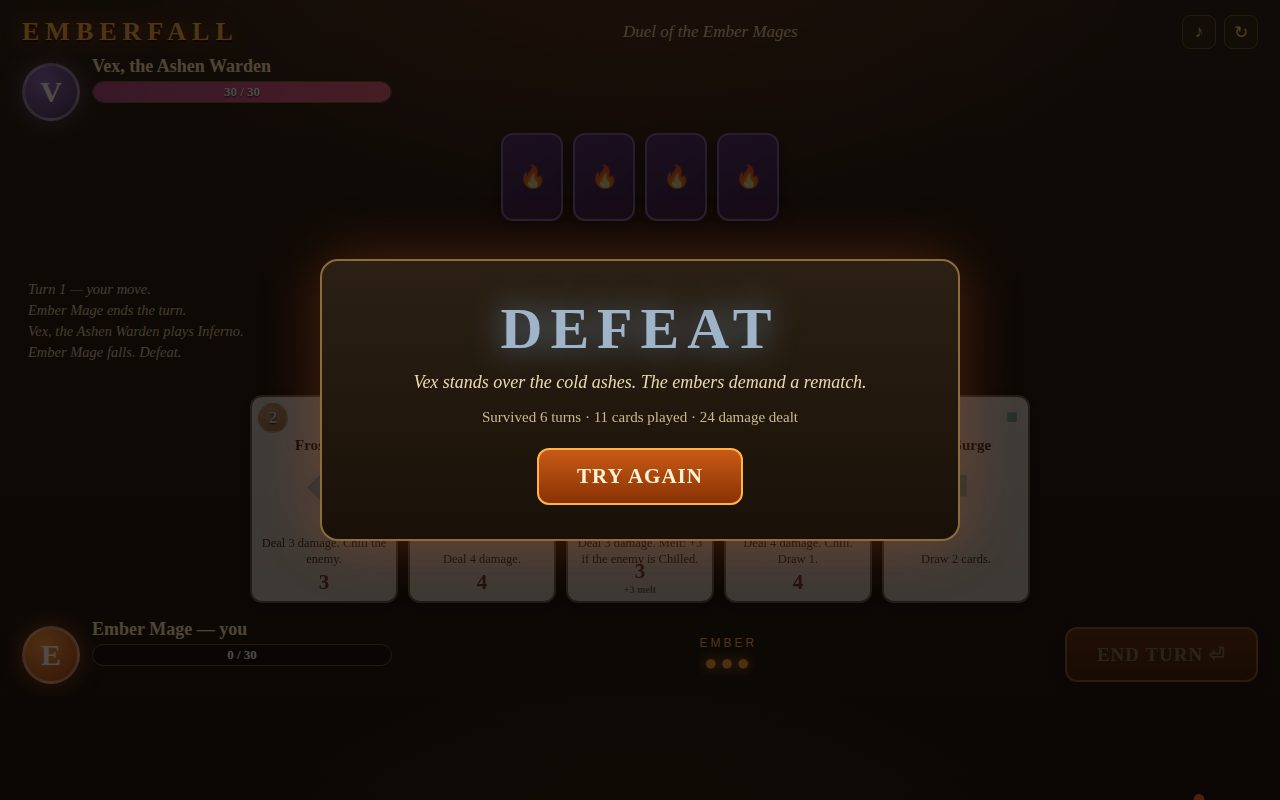 EMBERFALL
Duel of the Ember Mages
♪
↻
V
Vex, the Ashen Warden
30 / 30
Turn 1 — your move.
Ember Mage ends the turn.
Vex, the Ashen Warden plays Inferno.
Ember Mage falls. Defeat.
DEFEAT
Vex stands over the cold ashes. The embers demand a rematch.
Survived 6 turns · 11 cards played · 24 damage dealt
TRY AGAIN
2
Deal 3 damage. Chill the
enemy.
3
Deal 4 damage.
4
Deal 3 damage. Melt: +3
if the enemy is Chilled.
3
+3 melt
Deal 4 damage. Chill.
Draw 1.
4
Surge
Draw 2 cards.
E
Ember Mage — you
0 / 30
EMBER
END TURN ⏎